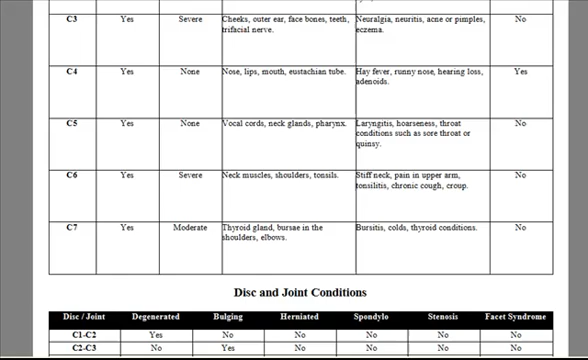 C3 Yes Severe Cheeks, outer ear, face bones, teeth, Neuralgia, neuritis, acne or pimples, No
trifacial nerve. eczema.
C4 Yes None Nose, lips, mouth, eustachian tube. Hay fever, runny nose, hearing loss, Yes
adenoids.
C5 Yes None Vocal cords, neck glands, pharynx. Laryngitis, hoarseness, throat No
conditions such as sore throat or
quinsy.
C6 Yes Severe Neck muscles, shoulders, tonsils. Stiff neck, pain in upper arm, No
tonsilitis, chronic cough, croup.
C7 Yes Moderate Thyroid gland, bursae in the Bursitis, colds, thyroid conditions. No
shoulders, elbows.
Disc and Joint Conditions
Disc / Joint Degenerated Bulging Herniated Spondylo Stenosis Facet Syndrome
C1-C2 Yes No No No No No
C2-C3 No Yes No No No No